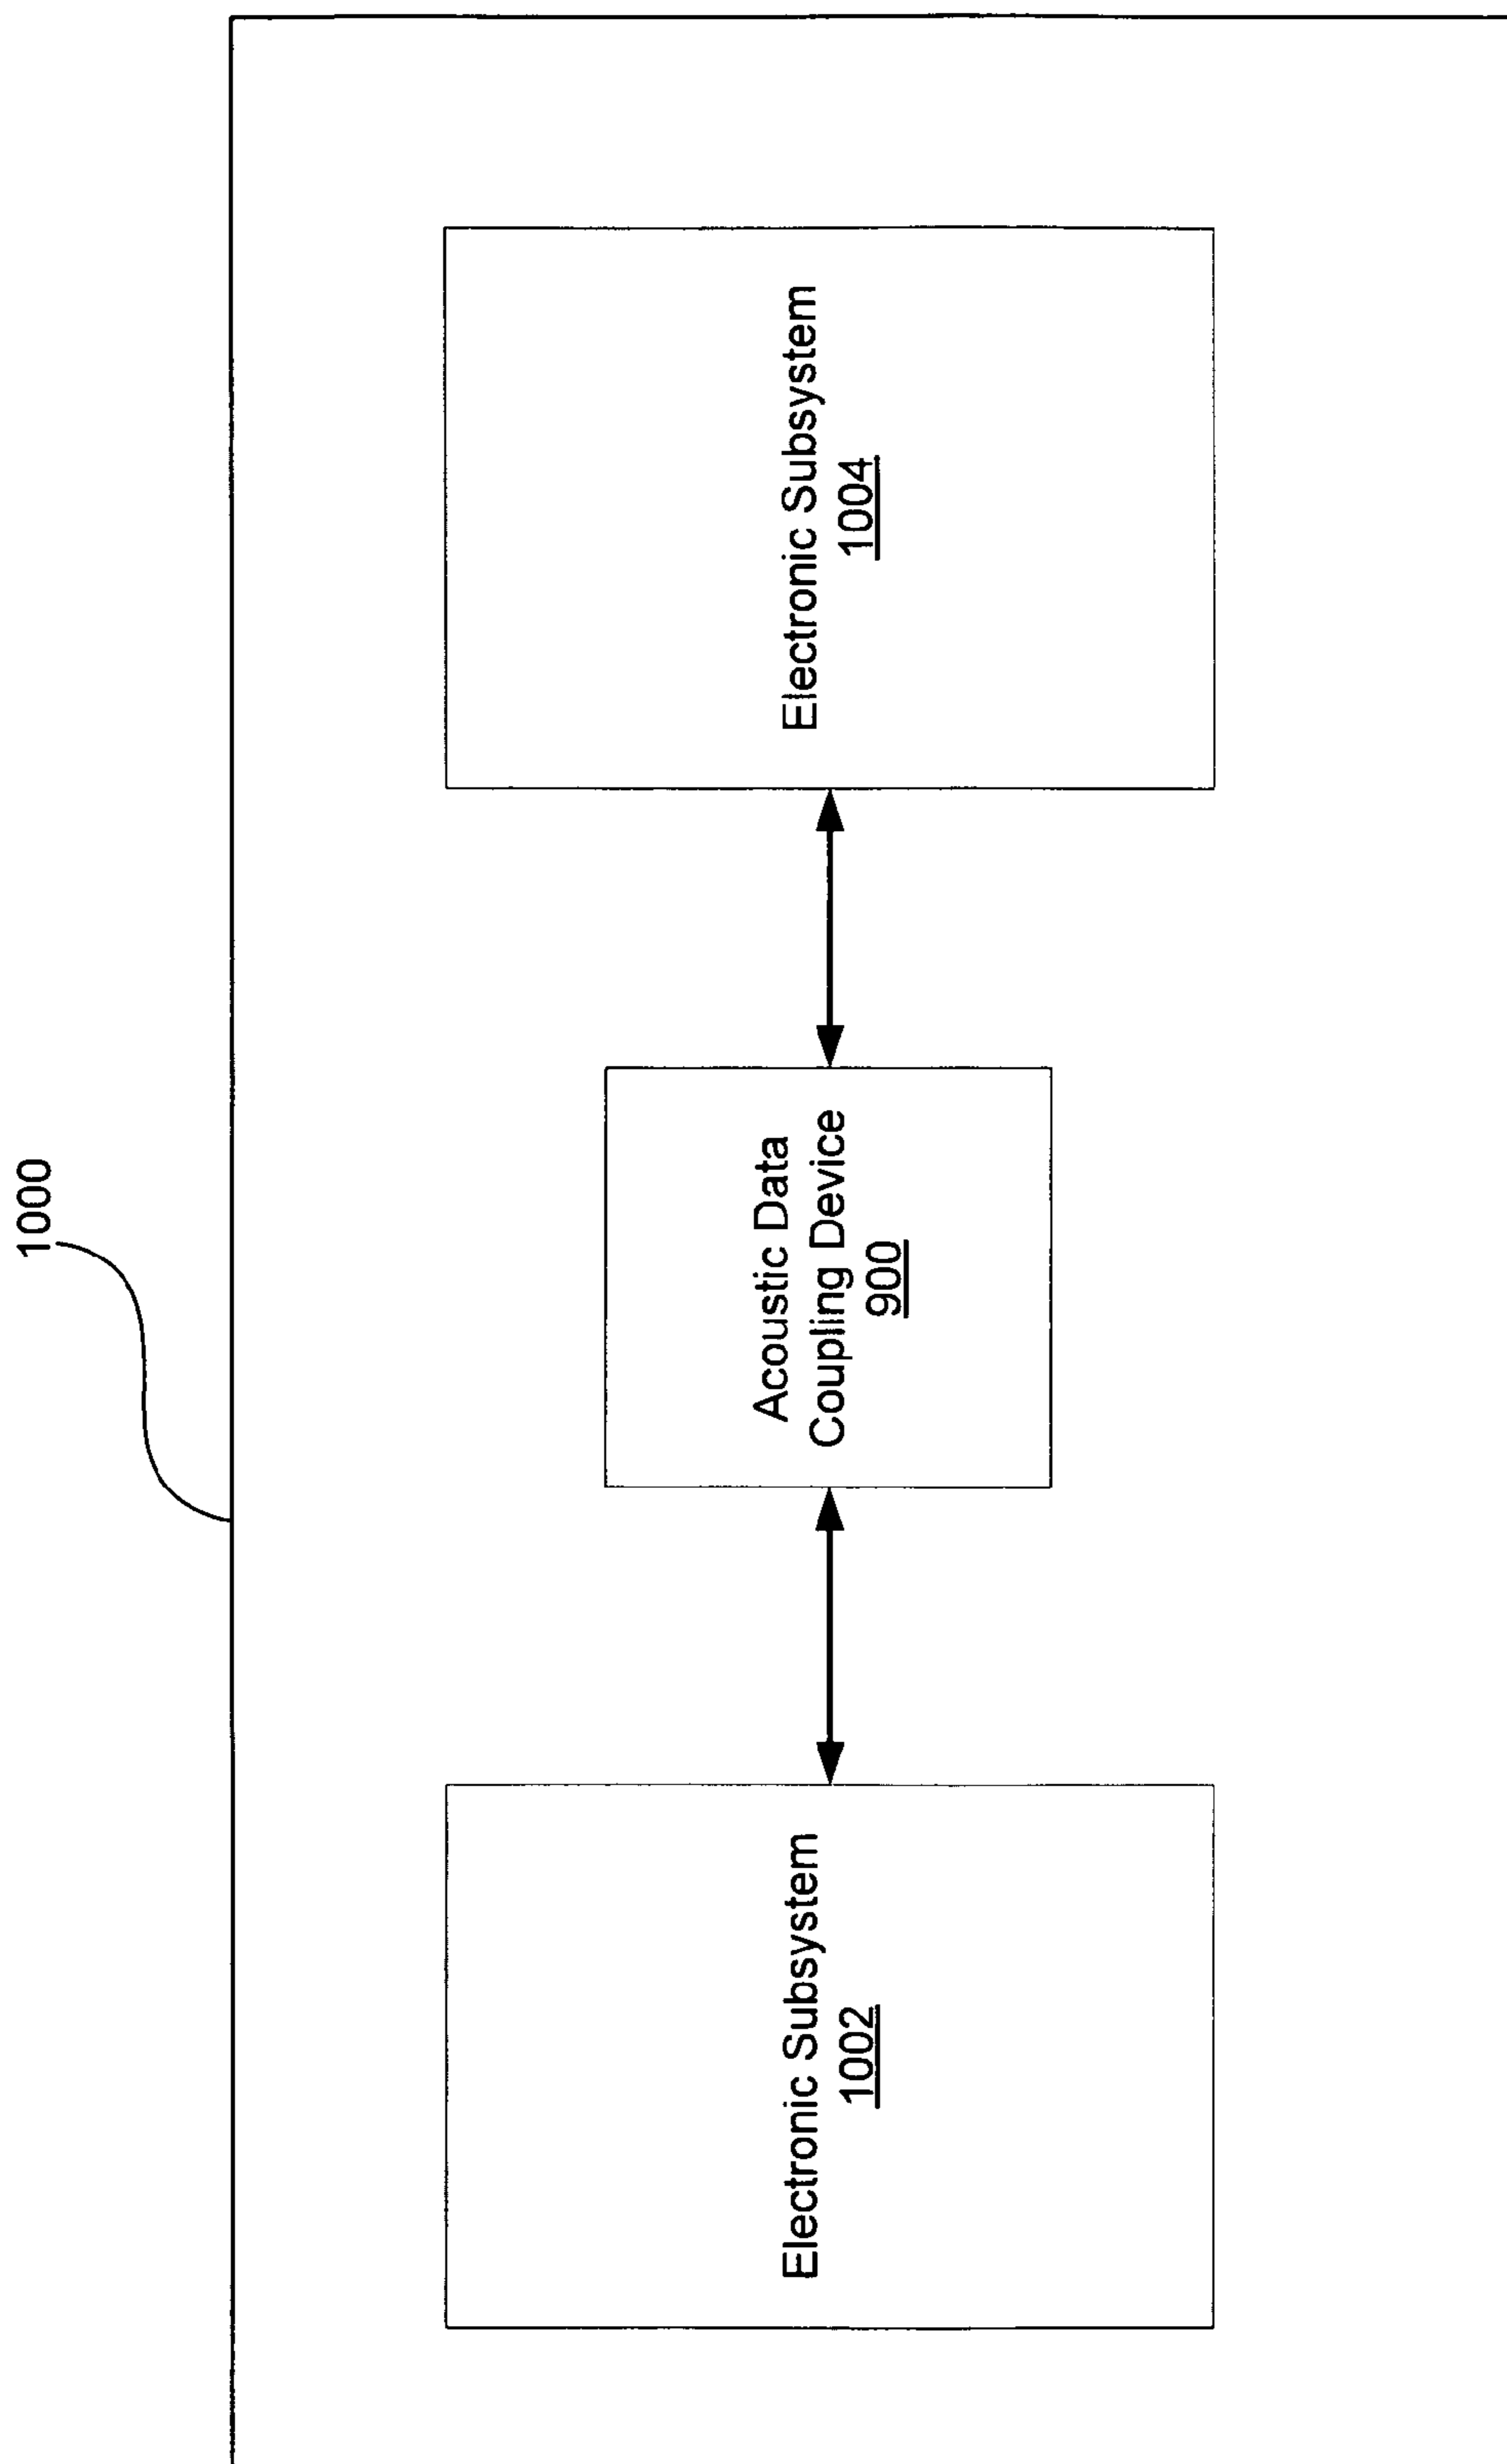 1000
Electronic Subsystem
1002
Acoustic Data
Coupling Device
900
Electronic Subsystem
1004